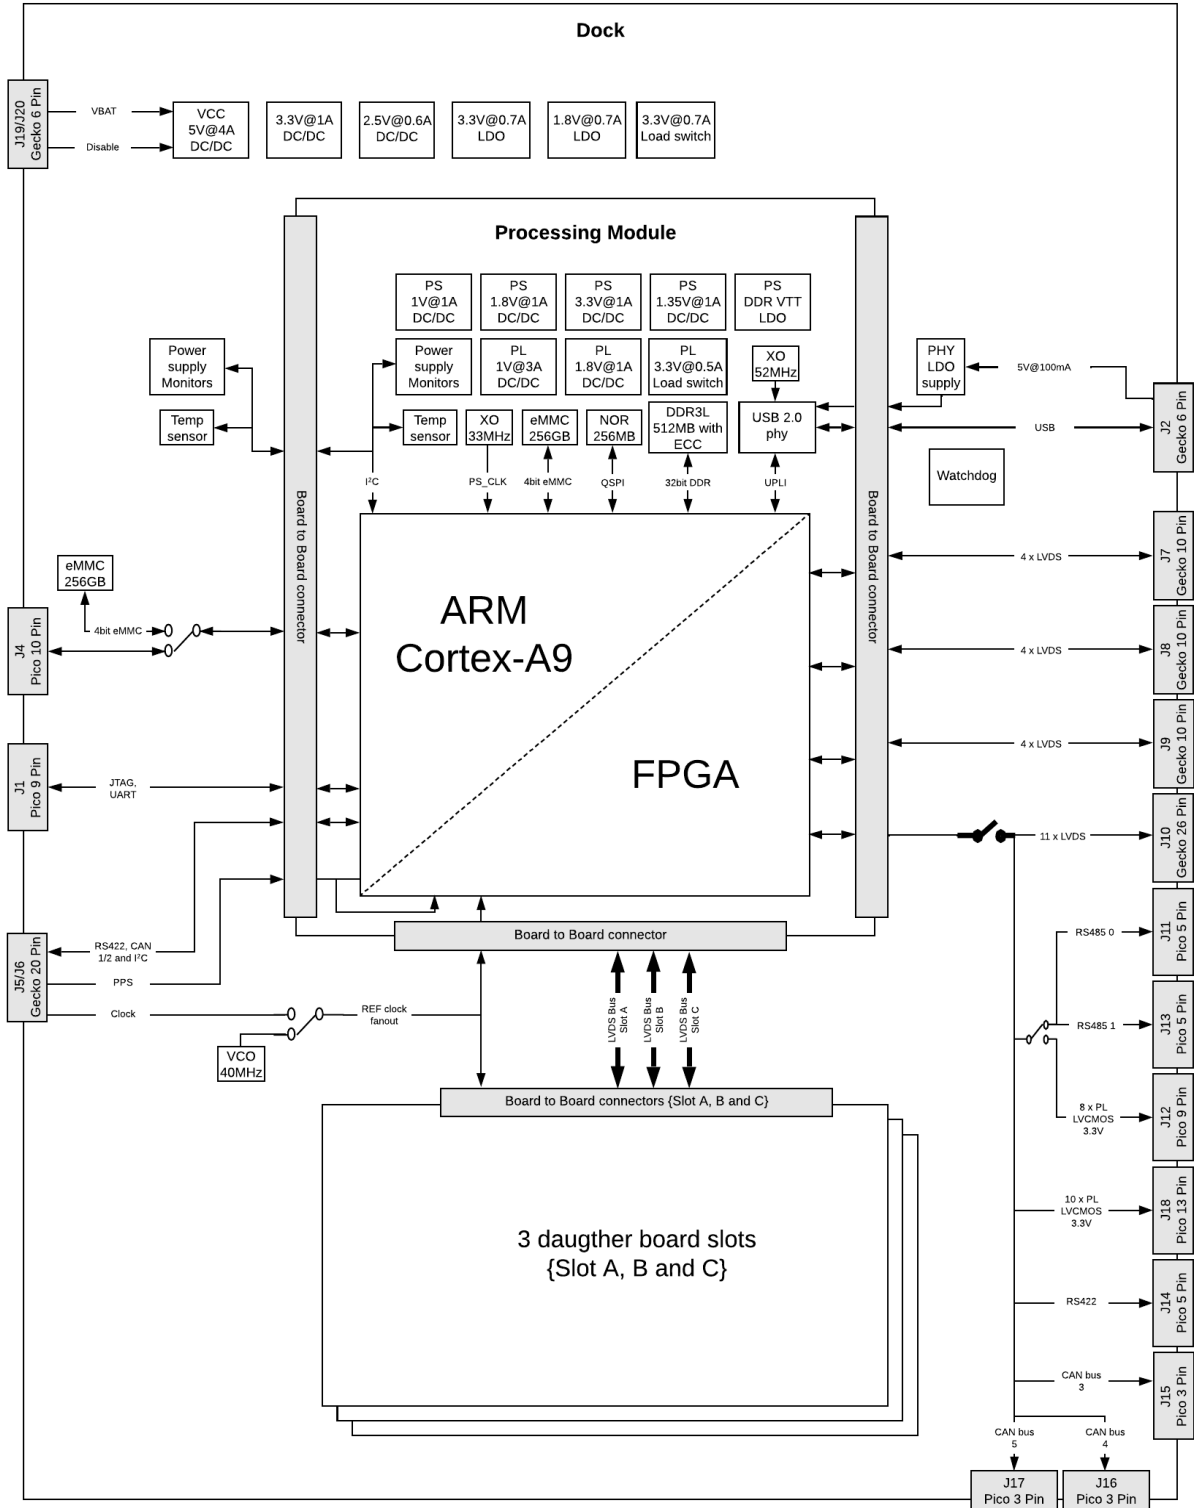 Dock
J19/J20
Gecko 6 Pin
VBAT
Disable
VCC
5V@4A
DC/DC
3.3V@1A
DC/DC
2.5V@0.6A
DC/DC
3.3V@0.7A
LDO
1.8V@0.7A
LDO
3.3V@0.7A
Load switch
Processing Module
PS
1V@1A
DC/DC
PS
1.8V@1A
DC/DC
PS
3.3V@1A
DC/DC
PS
1.35V@1A
DC/DC
PS
DDR VTT
LDO
Power
supply
Monitors
Power
supply
Monitors
PL
1V@3A
DC/DC
PL
1.8V@1A
DC/DC
PL
3.3V@0.5A
Load switch
XO
52MHz
PHY
LDO
supply
5V@100mA
J2
Gecko 6 Pin
Temp
sensor
Temp
sensor
XO
33MHz
eMMC
256GB
NOR
256MB
DDR3L
512MB with
ECC
USB 2.0
phy
USB
Watchdog
I²C
PS_CLK
4bit eMMC
QSPI
32bit DDR
UPLI
Board to Board connector
Board to Board connector
ARM
Cortex-A9
FPGA
eMMC
256GB
4bit eMMC
J4
Pico 10 Pin
J1
Pico 9 Pin
JTAG,
UART
J5/J6
Gecko 20 Pin
RS422, CAN
1/2 and I²C
PPS
Clock
VCO
40MHz
REF clock
fanout
Board to Board connector
LVDS Bus
Slot A
LVDS Bus
Slot B
LVDS Bus
Slot C
Board to Board connectors {Slot A, B and C}
3 daugther board slots
{Slot A, B and C}
4 x LVDS
J7
Gecko 10 Pin
4 x LVDS
J8
Gecko 10 Pin
4 x LVDS
J9
Gecko 10 Pin
11 x LVDS
J10
Gecko 26 Pin
RS485 0
J11
Pico 5 Pin
RS485 1
J13
Pico 5 Pin
8 x PL
LVCMOS
3.3V
J12
Pico 9 Pin
10 x PL
LVCMOS
3.3V
J18
Pico 13 Pin
RS422
J14
Pico 5 Pin
CAN bus
3
J15
Pico 3 Pin
CAN bus
5
CAN bus
4
J17
Pico 3 Pin
J16
Pico 3 Pin